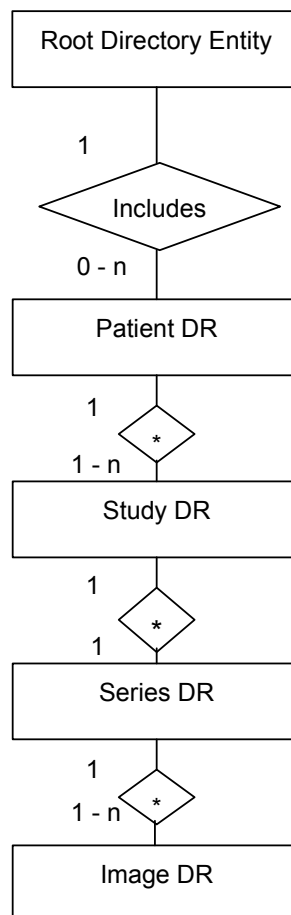 Root Directory Entity
1
Includes
0 - n
Patient DR
1
*
1 - n
Study DR
1
*
1
Series DR
1
*
1 - n
Image DR